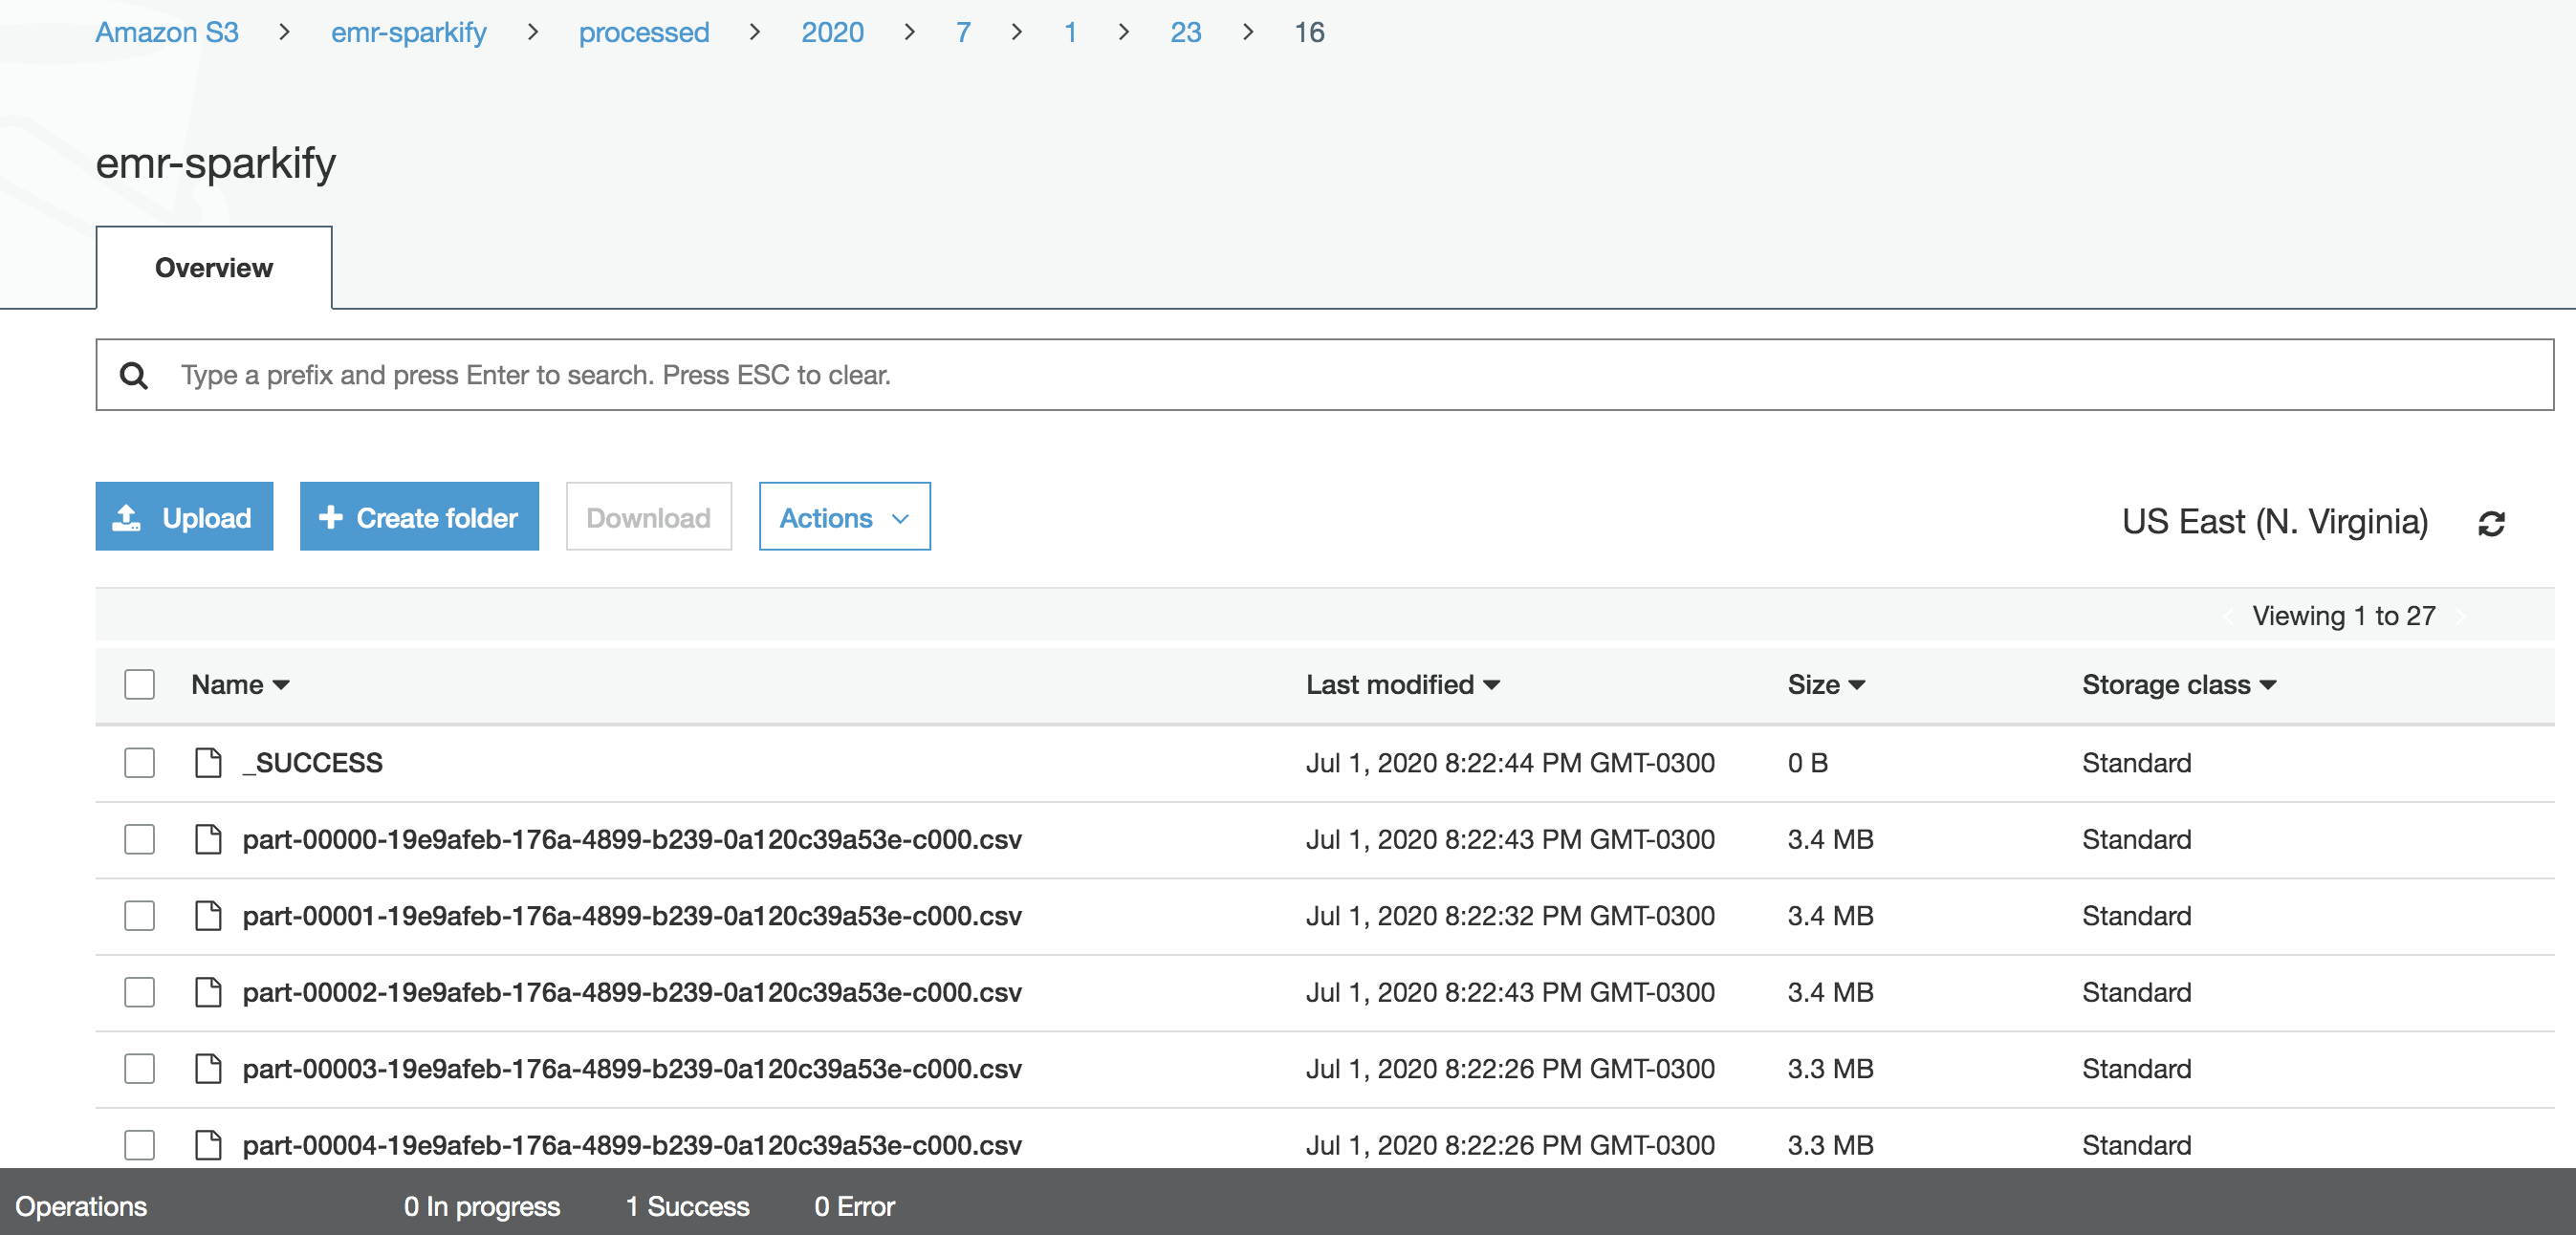 Amazon S3 > emr-sparkify > processed > 2020 > 7 > 1 > 23 > 16
emr-sparkify
Overview
Type a prefix and press Enter to search. Press ESC to clear.
Upload Create folder Download Actions US East (N. Virginia)
Viewing 1 to 27
Name Last modified Size Storage class
_SUCCESS Jul 1, 2020 8:22:44 PM GMT-0300 0 B Standard
part-00000-19e9afeb-176a-4899-b239-0a120c39a53e-c000.csv Jul 1, 2020 8:22:43 PM GMT-0300 3.4 MB Standard
part-00001-19e9afeb-176a-4899-b239-0a120c39a53e-c000.csv Jul 1, 2020 8:22:32 PM GMT-0300 3.4 MB Standard
part-00002-19e9afeb-176a-4899-b239-0a120c39a53e-c000.csv Jul 1, 2020 8:22:43 PM GMT-0300 3.4 MB Standard
part-00003-19e9afeb-176a-4899-b239-0a120c39a53e-c000.csv Jul 1, 2020 8:22:26 PM GMT-0300 3.3 MB Standard
part-00004-19e9afeb-176a-4899-b239-0a120c39a53e-c000.csv Jul 1, 2020 8:22:26 PM GMT-0300 3.3 MB Standard
Operations 0 In progress 1 Success 0 Error